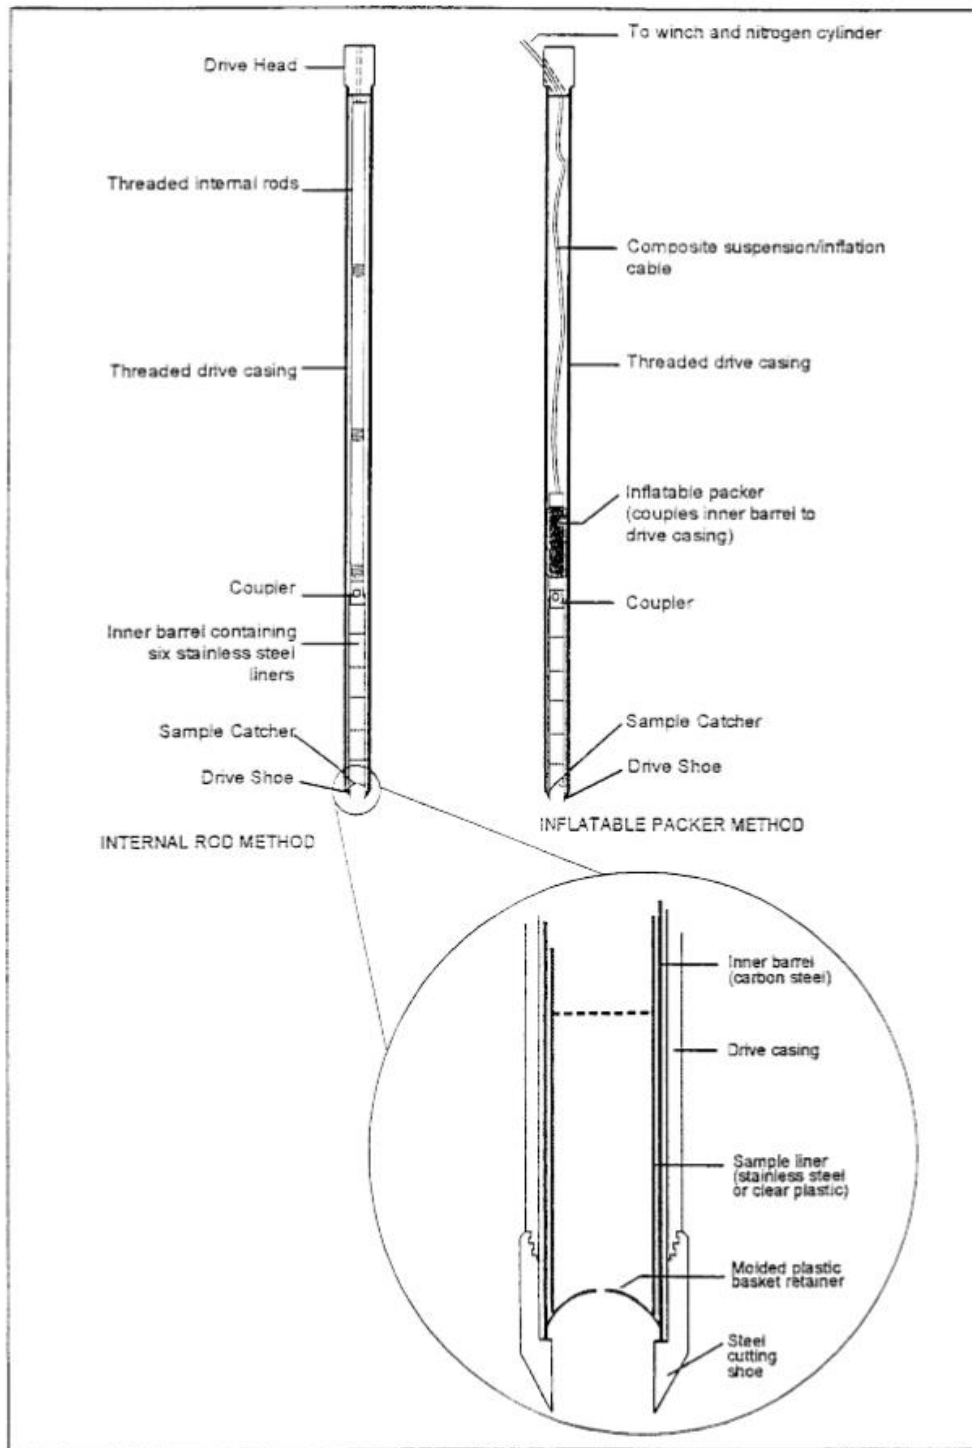 To winch and nitrogen cylinder
Drive Head
Threaded internal rods
Composite suspension/inflation
cable
Threaded drive casing
Threaded drive casing
Inflatable packer
(couples inner barrel to
drive casing)
Coupler
Coupler
Inner barrel containing
six stainless steel
liners
Sample Catcher
Sample Catcher
Drive Shoe
Drive Shoe
INTERNAL ROD METHOD
INFLATABLE PACKER METHOD
Inner barrel
(carbon steel)
Drive casing
Sample liner
(stainless steel
or clear plastic)
Molded plastic
basket retainer
Steel
cutting
shoe